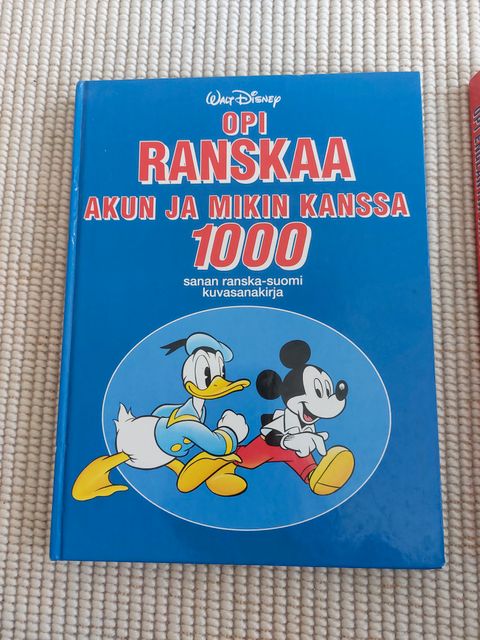 Walt Disney
OPI
RANSKAA
AKUN JA MIKIN KANSSA
1000
sanan ranska-suomi
kuvasanakirja